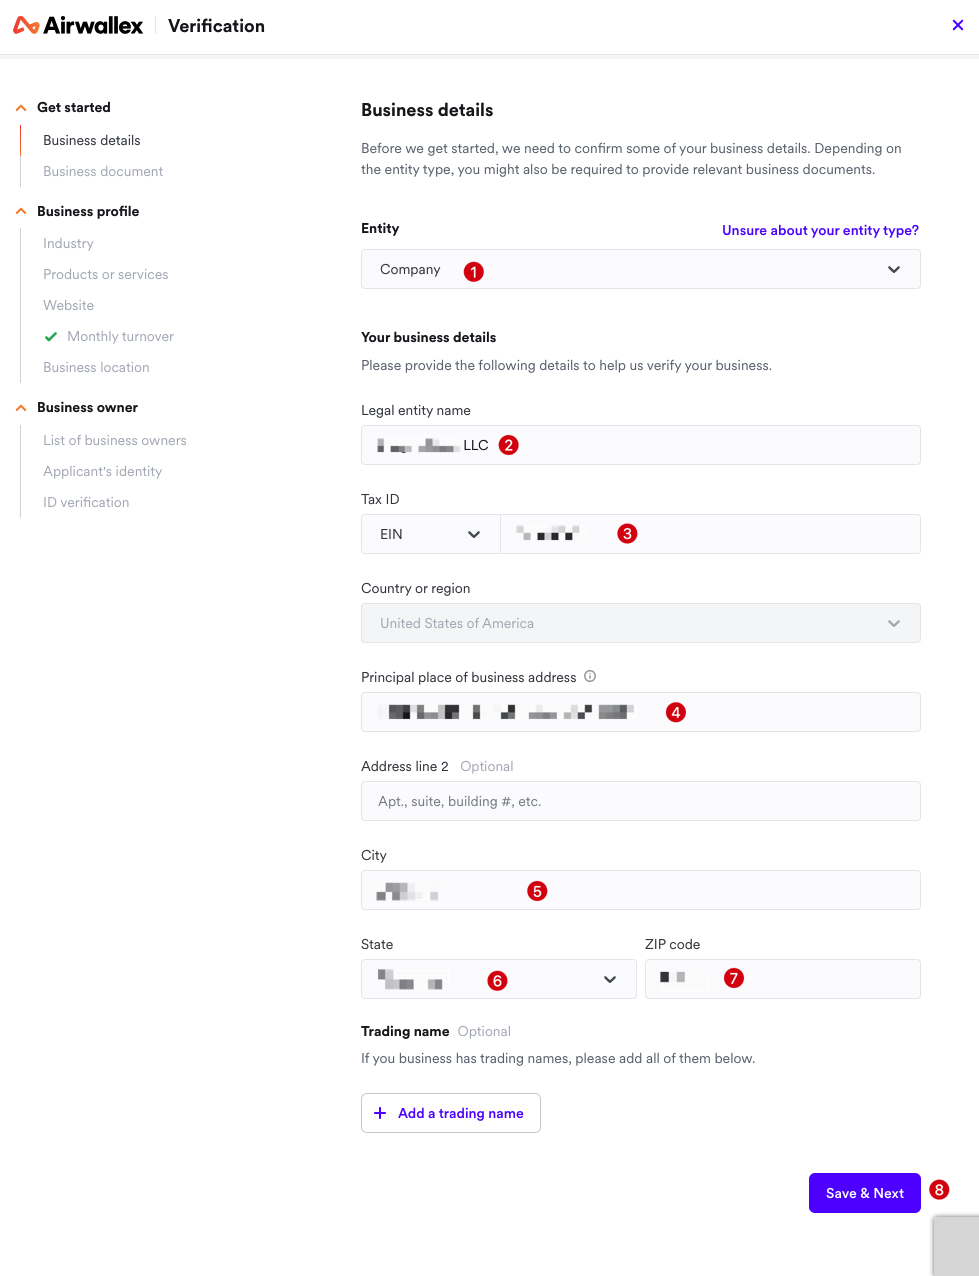 Airwallex Verification
Get started
Business details
Business document
Business profile
Industry
Products or services
Website
Monthly turnover
Business location
Business owner
List of business owners
Applicant's identity
ID verification
Business details
Before we get started, we need to confirm some of your business details. Depending on
the entity type, you might also be required to provide relevant business documents.
Entity Unsure about your entity type?
Company 1
Your business details
Please provide the following details to help us verify your business.
Legal entity name
LLC 2
Tax ID
EIN 3
Country or region
United States of America
Principal place of business address
4
Address line 2 Optional
Apt., suite, building #, etc.
City
5
State ZIP code
6 7
Trading name Optional
If you business has trading names, please add all of them below.
+ Add a trading name
Save & Next 8